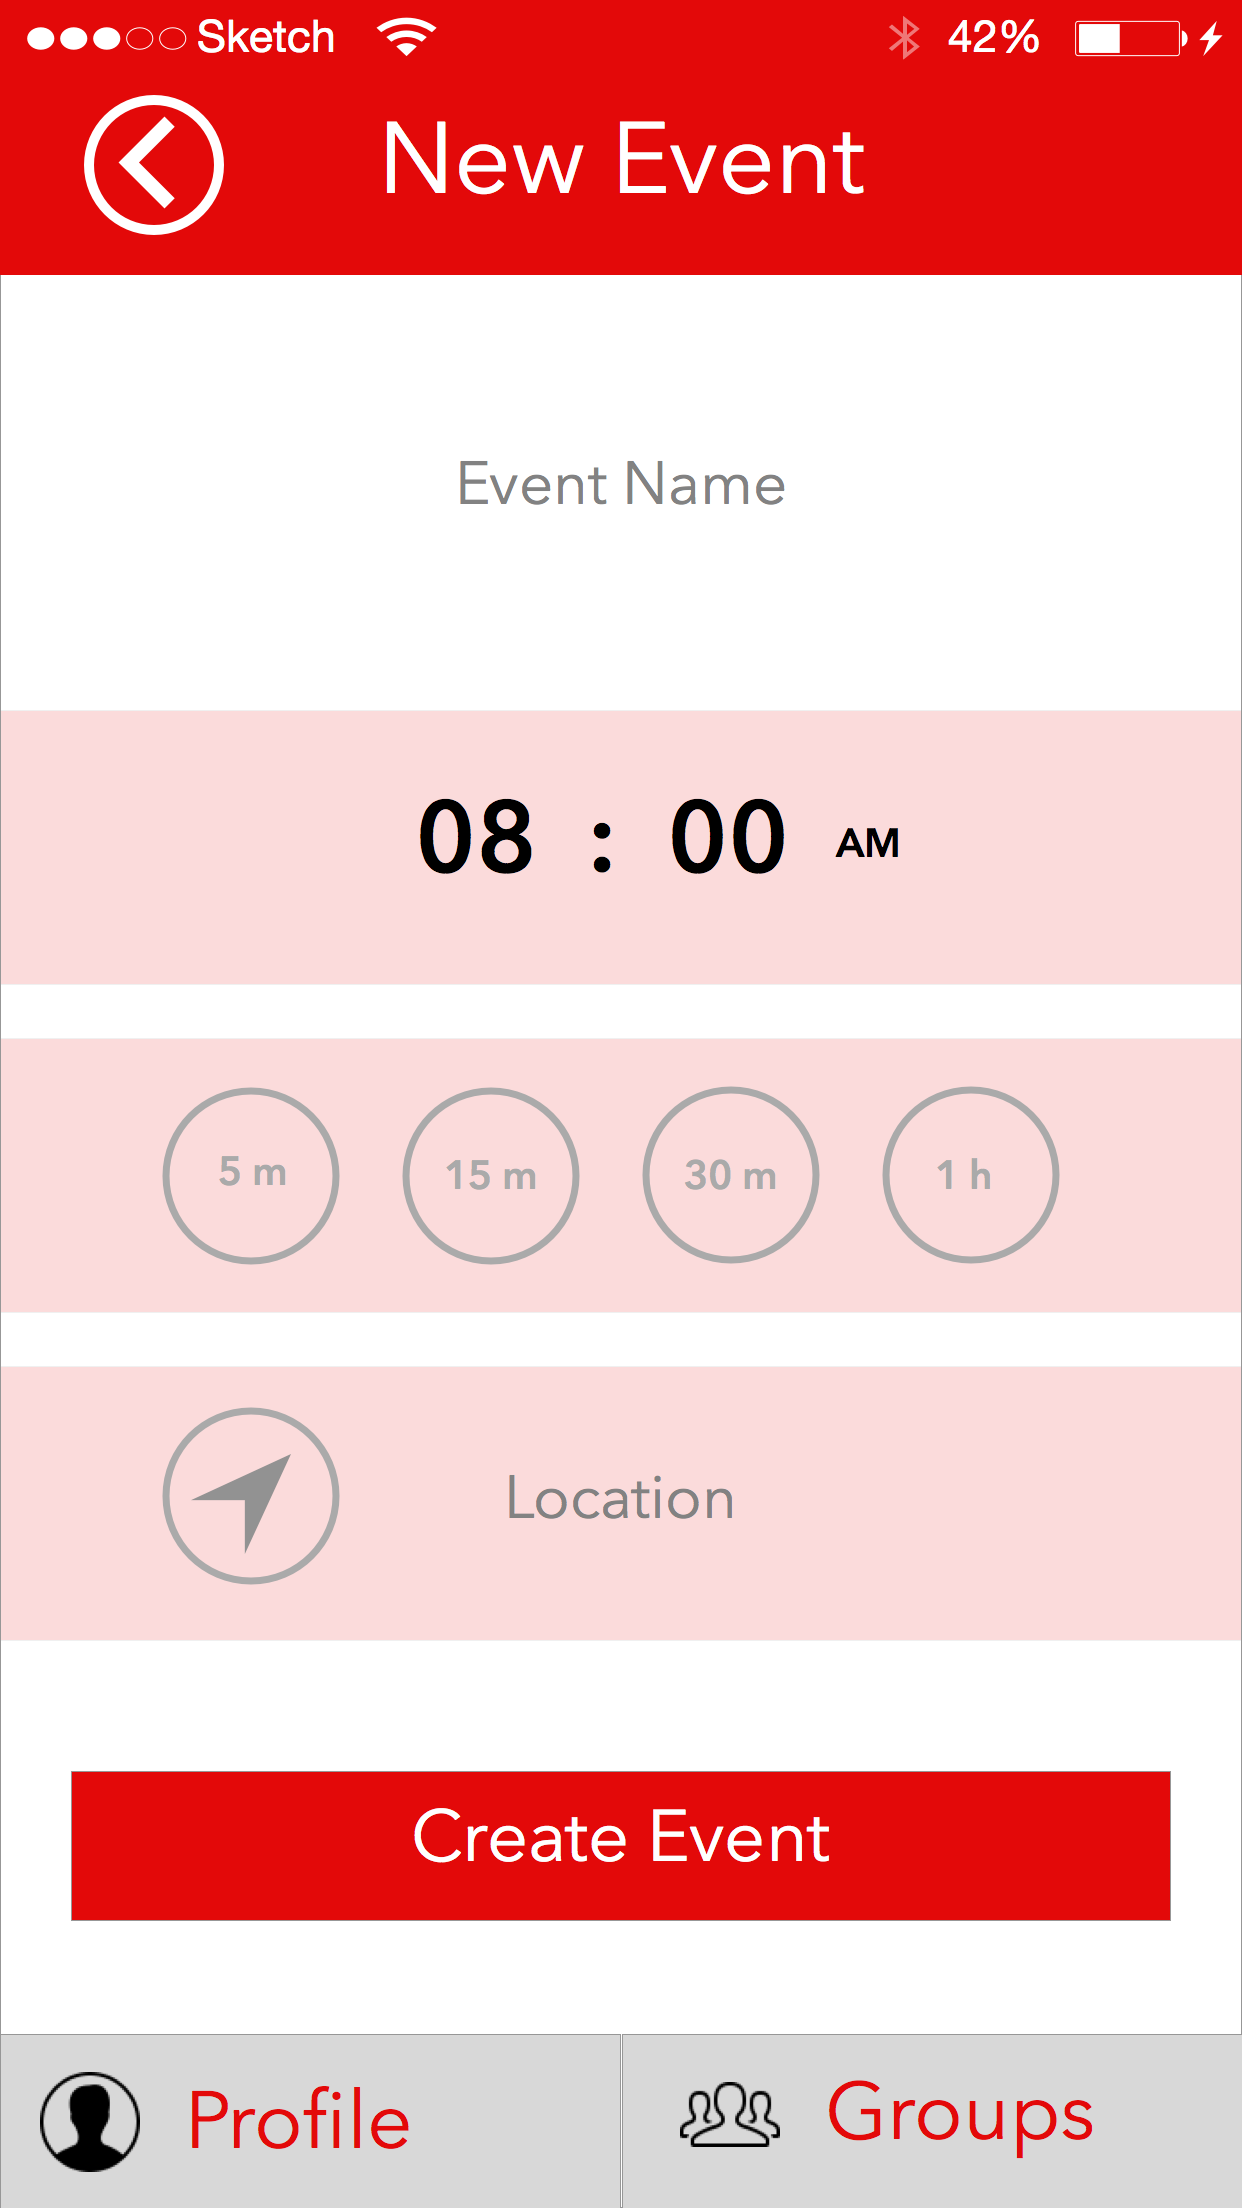 Sketch 42%
New Event
Event Name
08 : 00 AM
5 m 15 m 30 m 1 h
Location
Create Event
Profile Groups